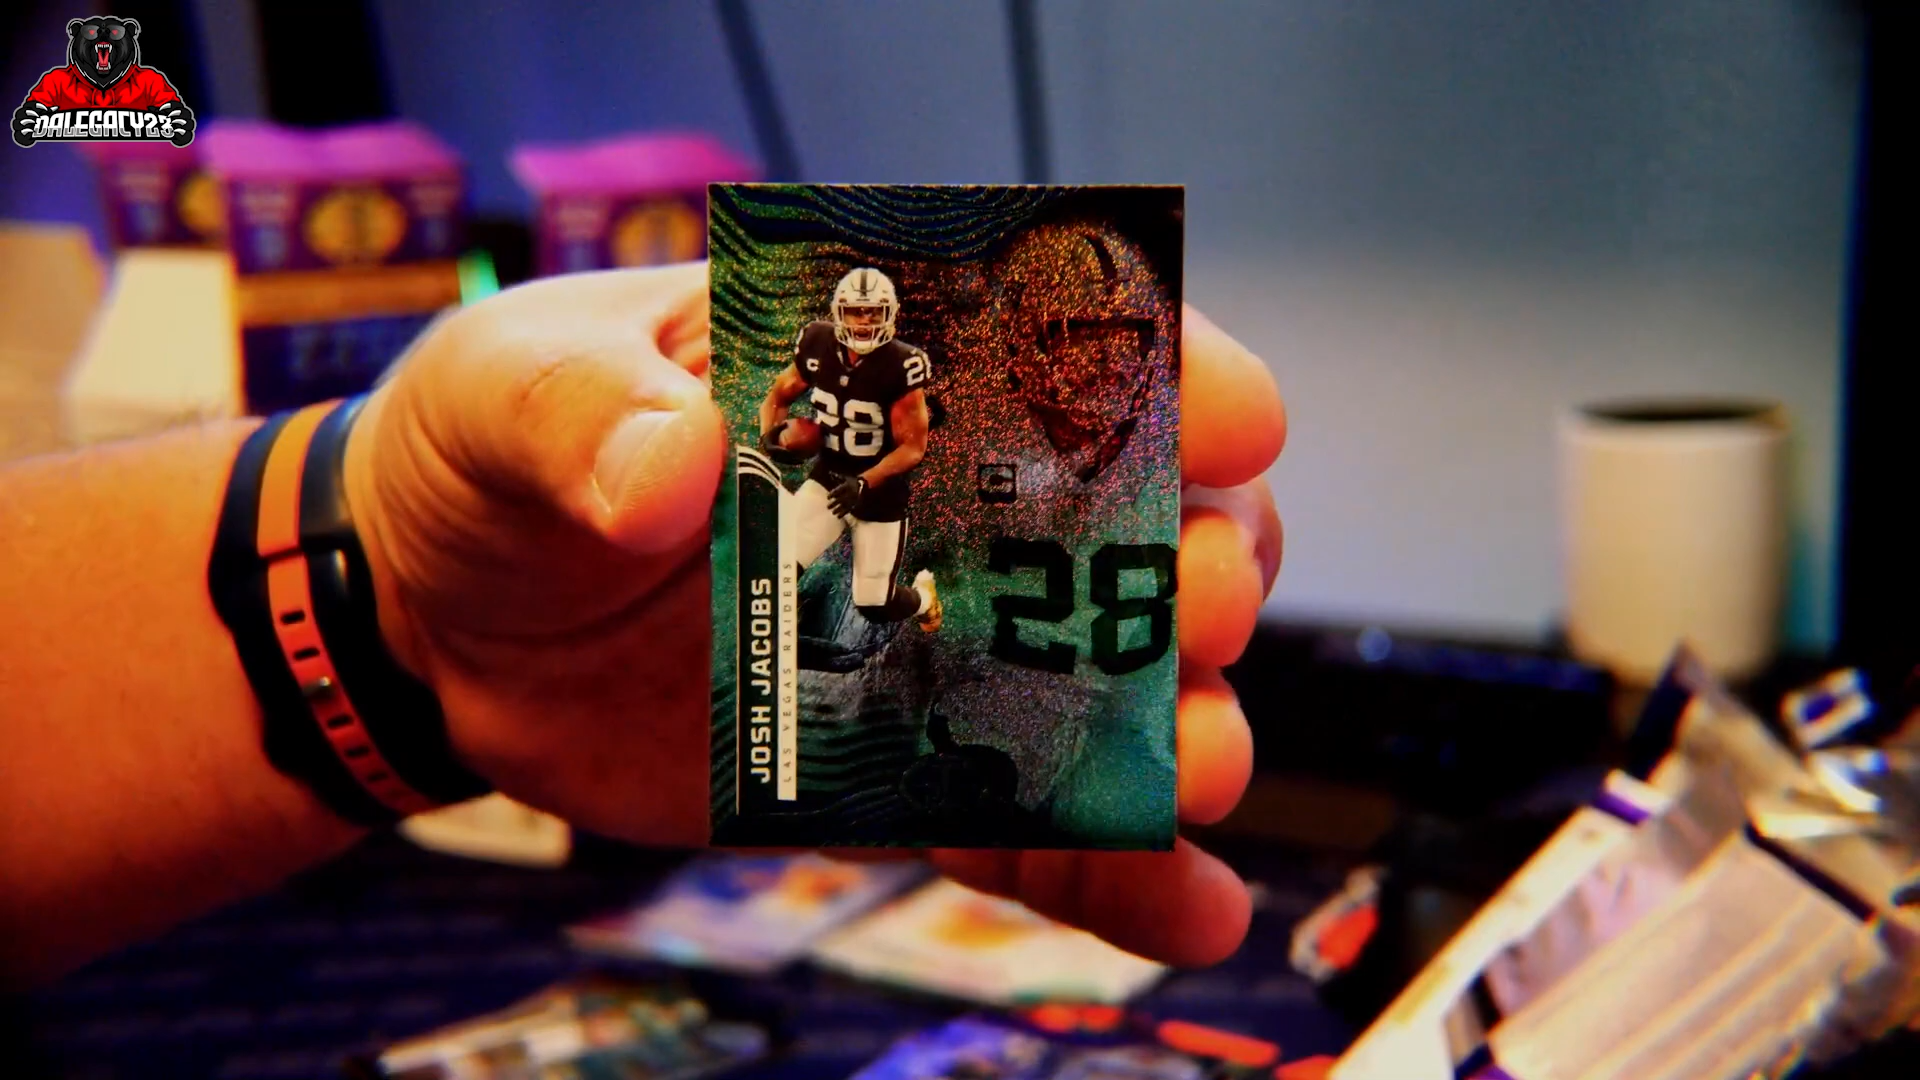 DALEGACY23
C
28
28
C
28
JOSH JACOBS
LAS VEGAS RAIDERS